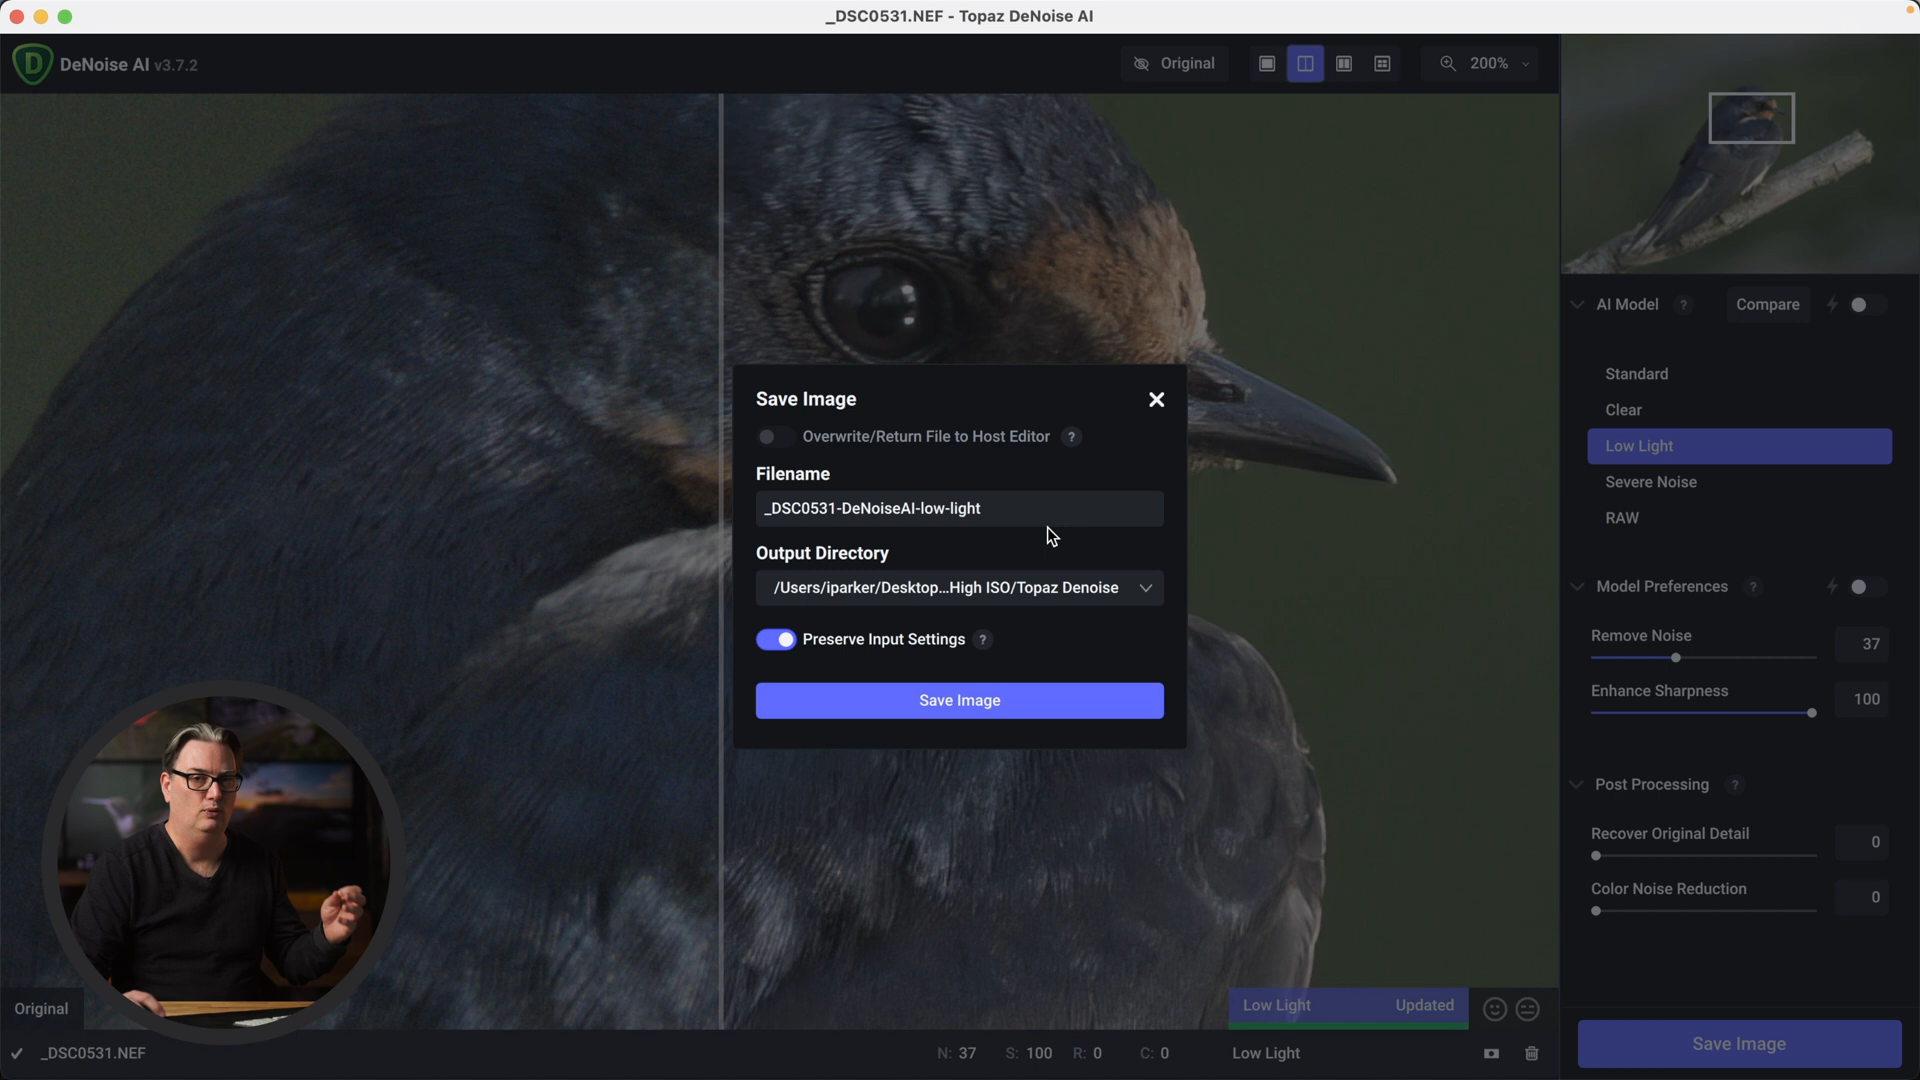 _DSC0531.NEF - Topaz DeNoise AI
D
DeNoise AI v3.7.2
Original
200%
AI Model ?
Compare
Standard
Clear
Low Light
Severe Noise
RAW
Model Preferences ?
Remove Noise
37
Enhance Sharpness
100
Post Processing ?
Recover Original Detail
0
Color Noise Reduction
0
Save Image
Save Image
Overwrite/Return File to Host Editor ?
Filename
_DSC0531-DeNoiseAI-low-light
Output Directory
/Users/iparker/Desktop...High ISO/Topaz Denoise
Preserve Input Settings ?
Save Image
Original
Low Light Updated
_DSC0531.NEF
N: 37 S: 100 R: 0 C: 0 Low Light